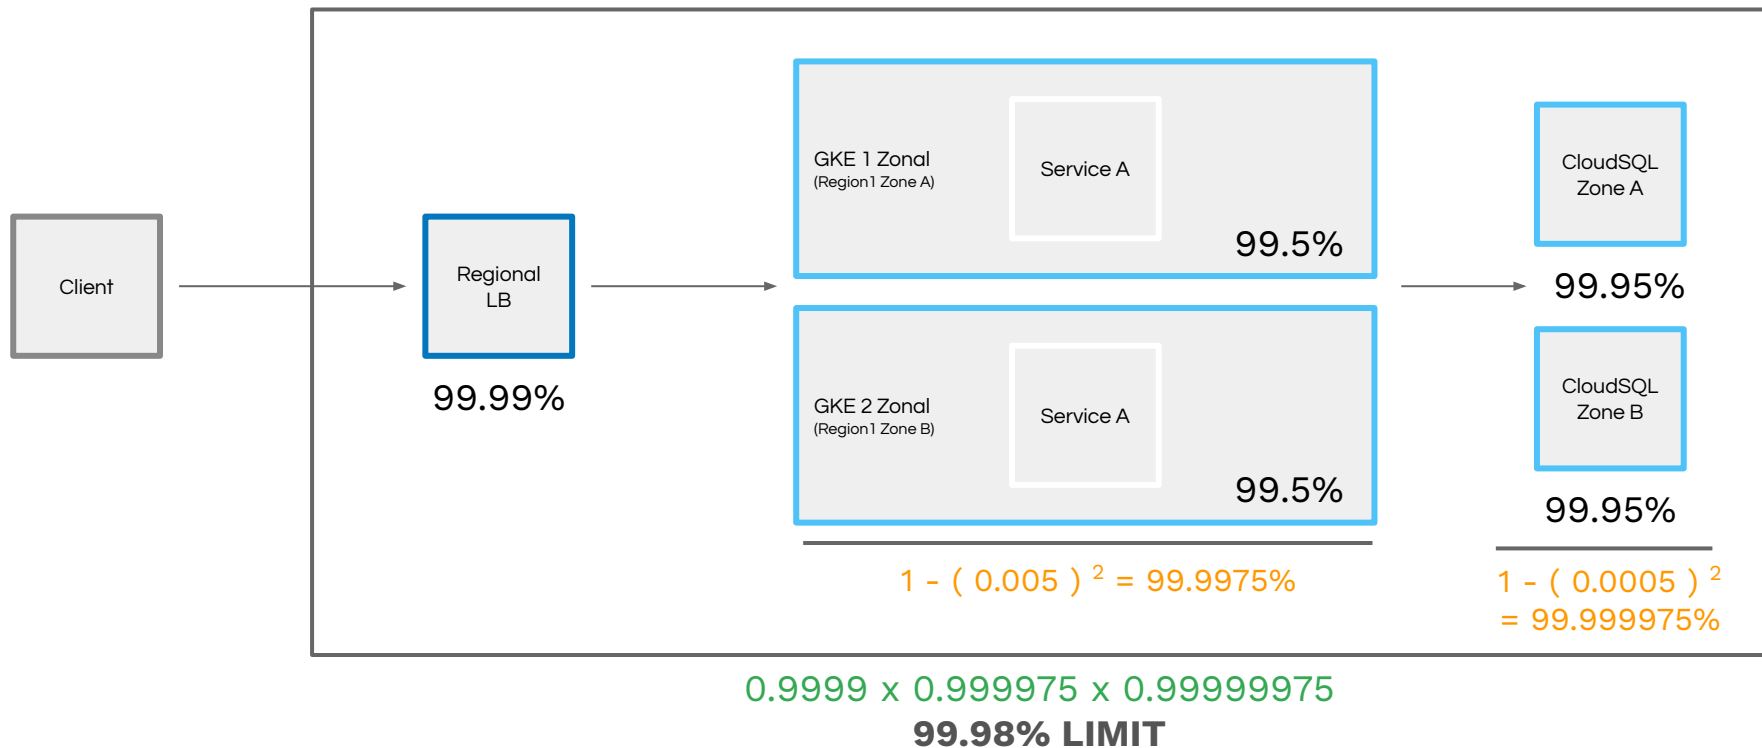 Client
Regional
LB
99.99%
GKE 1 Zonal
(Region1 Zone A)
Service A
99.5%
GKE 2 Zonal
(Region1 Zone B)
Service A
99.5%
1 - ( 0.005 ) ² = 99.9975%
CloudSQL
Zone A
99.95%
CloudSQL
Zone B
99.95%
1 - ( 0.0005 ) ²
= 99.999975%
0.9999 x 0.999975 x 0.99999975
99.98% LIMIT